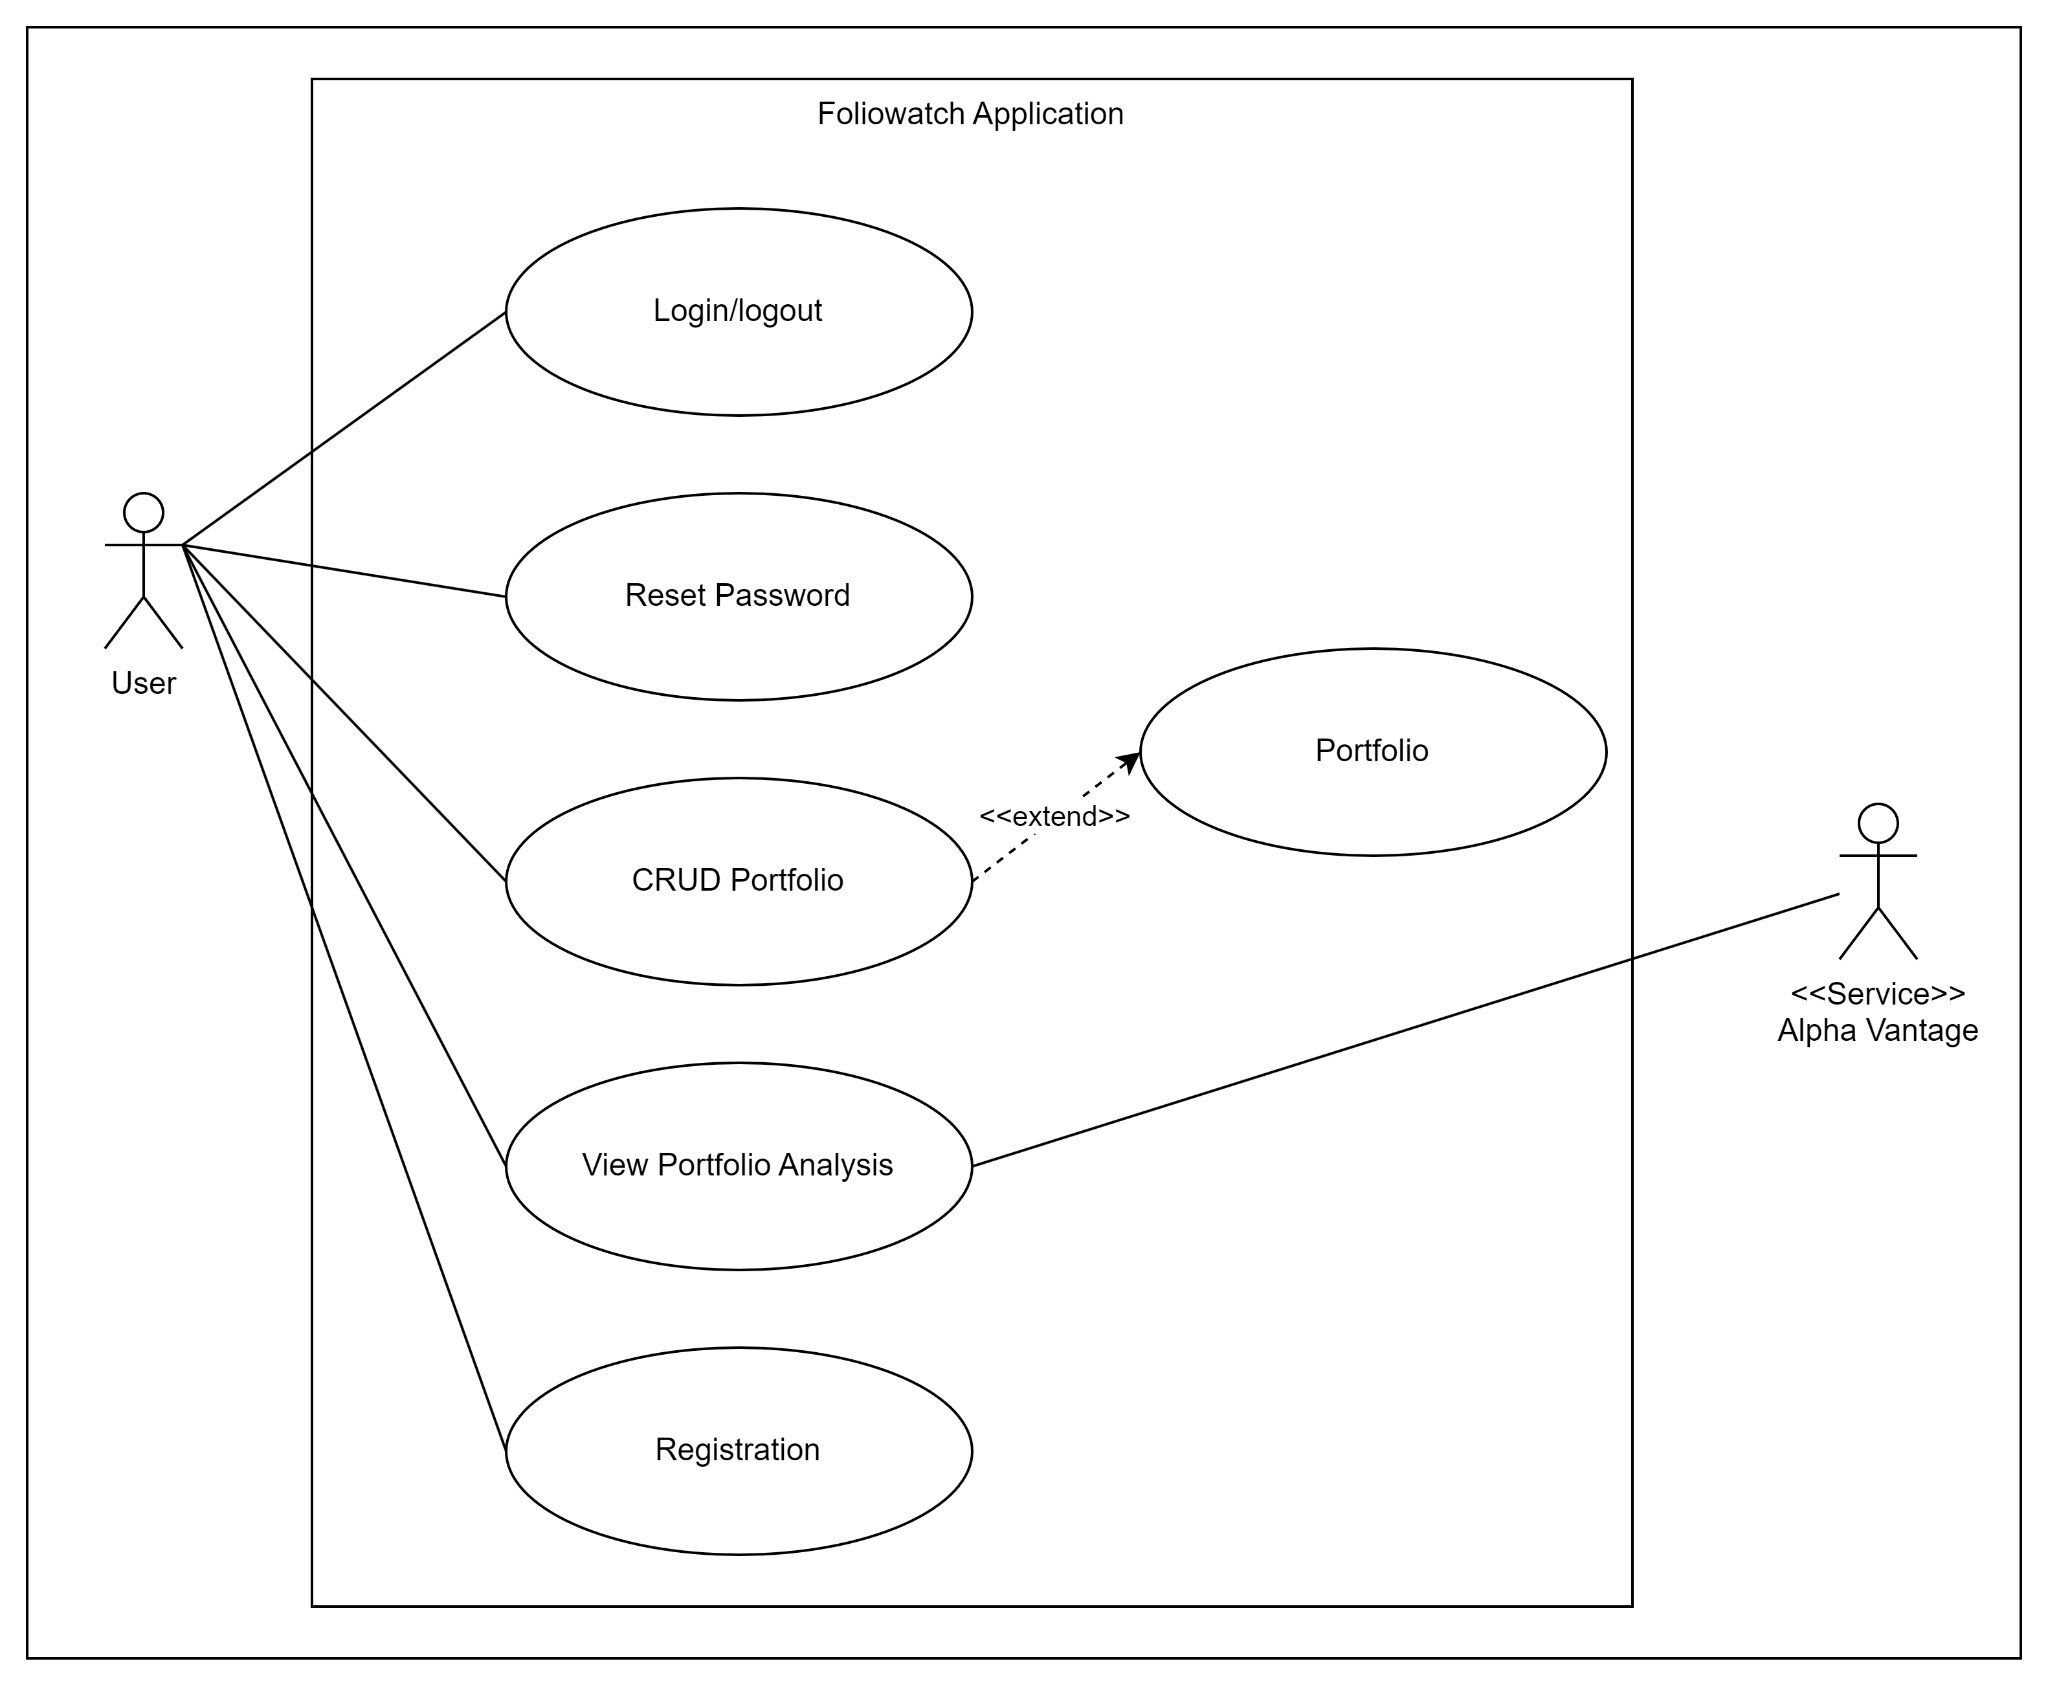 Foliowatch Application
Login/logout
Reset Password
User
Portfolio
<<extend>>
CRUD Portfolio
<<Service>>
Alpha Vantage
View Portfolio Analysis
Registration